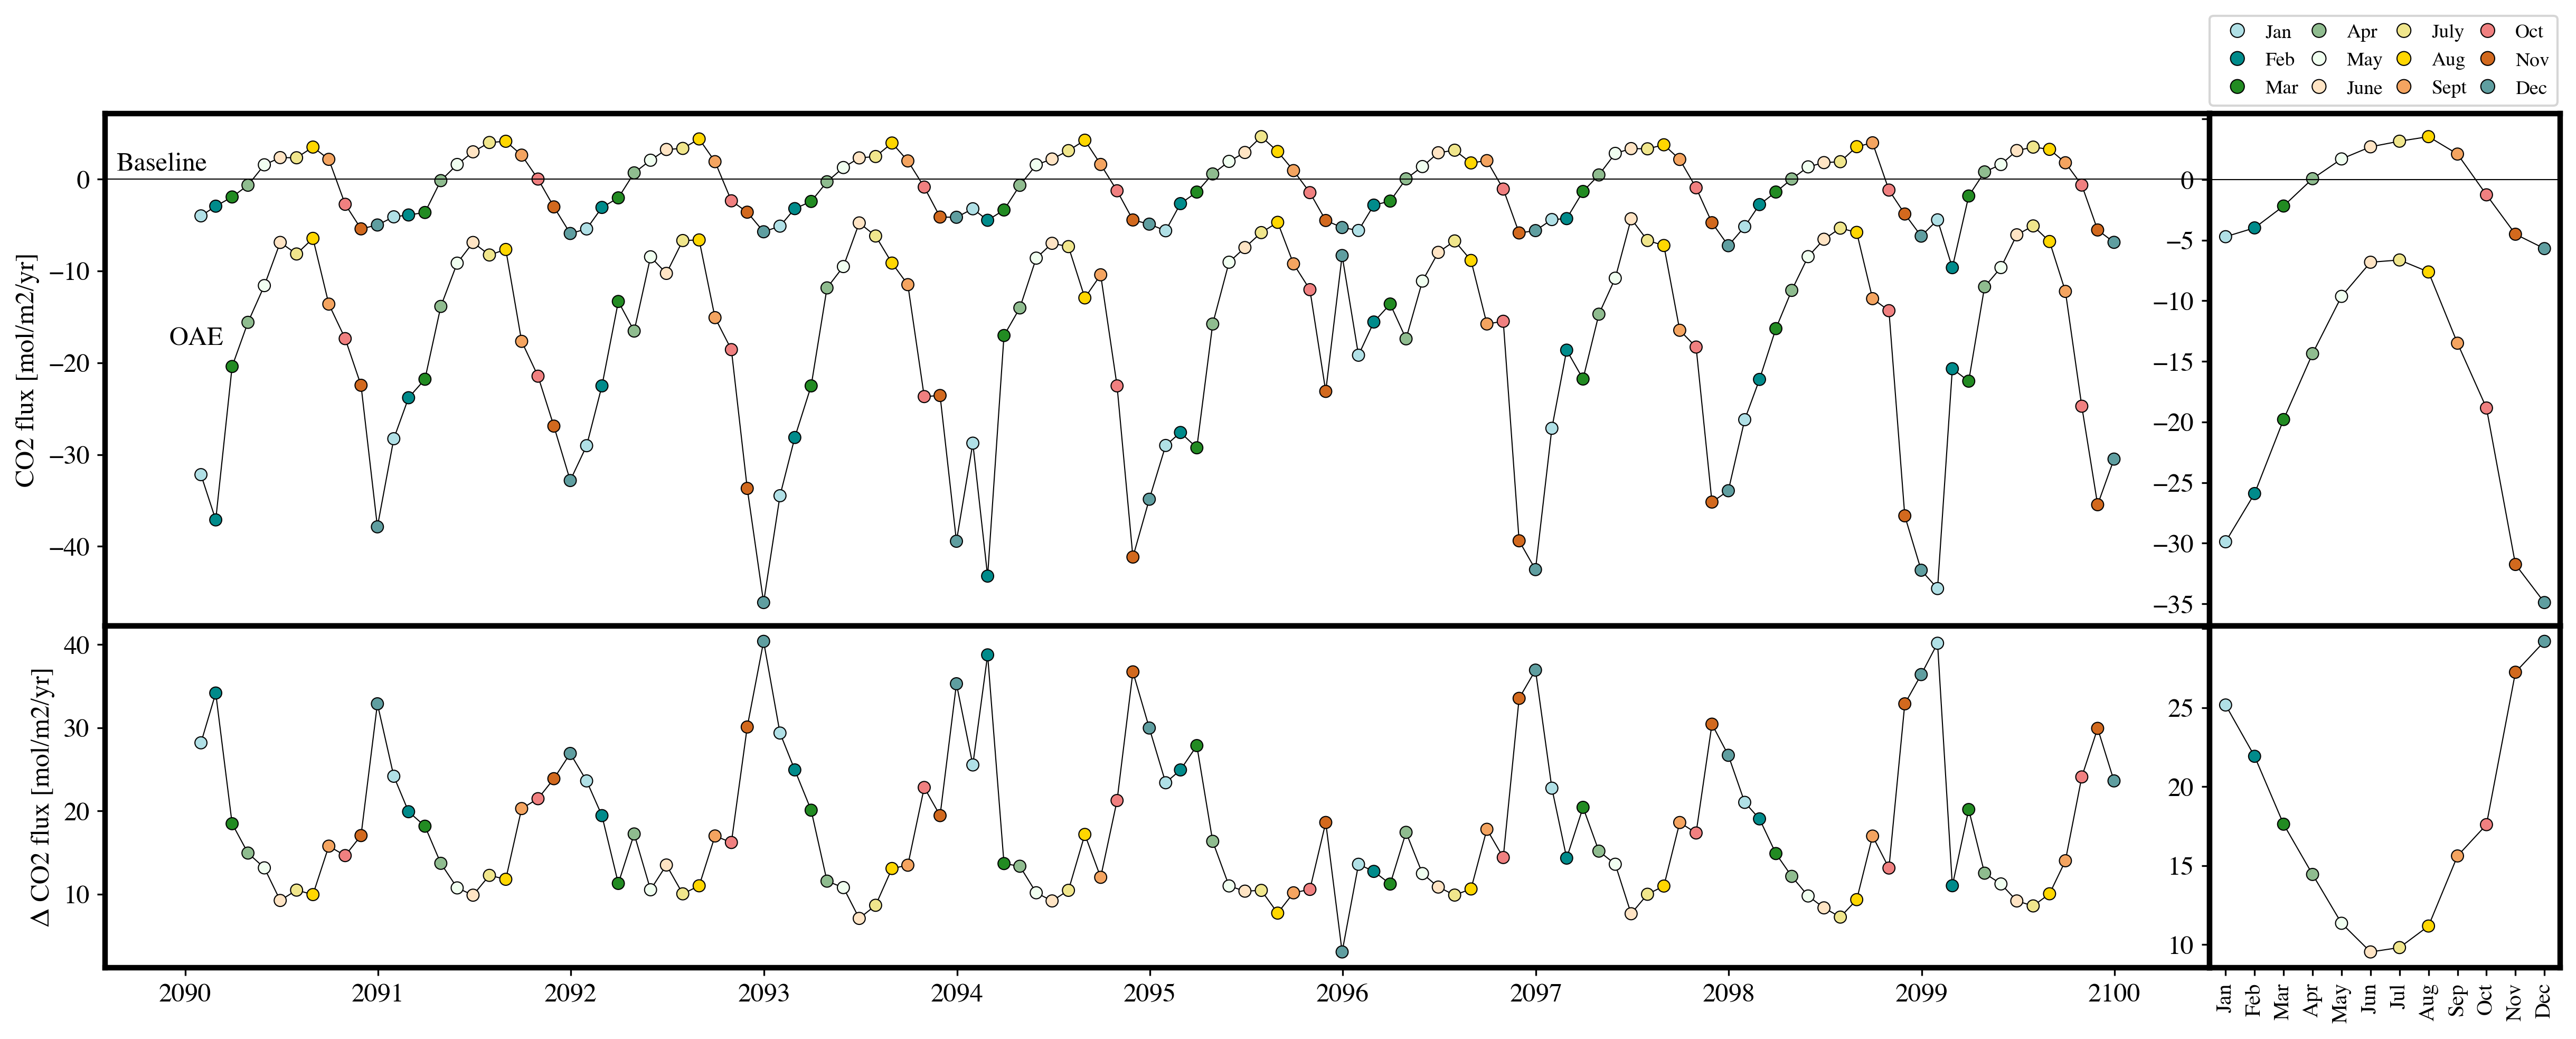 Jan Apr July Oct
Feb May Aug Nov
Mar June Sept Dec
Baseline
OAE
CO2 flux [mol/m2/yr]
0
−10
−20
−30
−40
0
−5
−10
−15
−20
−25
−30
−35
Δ CO2 flux [mol/m2/yr]
40
30
20
10
25
20
15
10
2090 2091 2092 2093 2094 2095 2096 2097 2098 2099 2100
Jan Feb Mar Apr May Jun Jul Aug Sep Oct Nov Dec